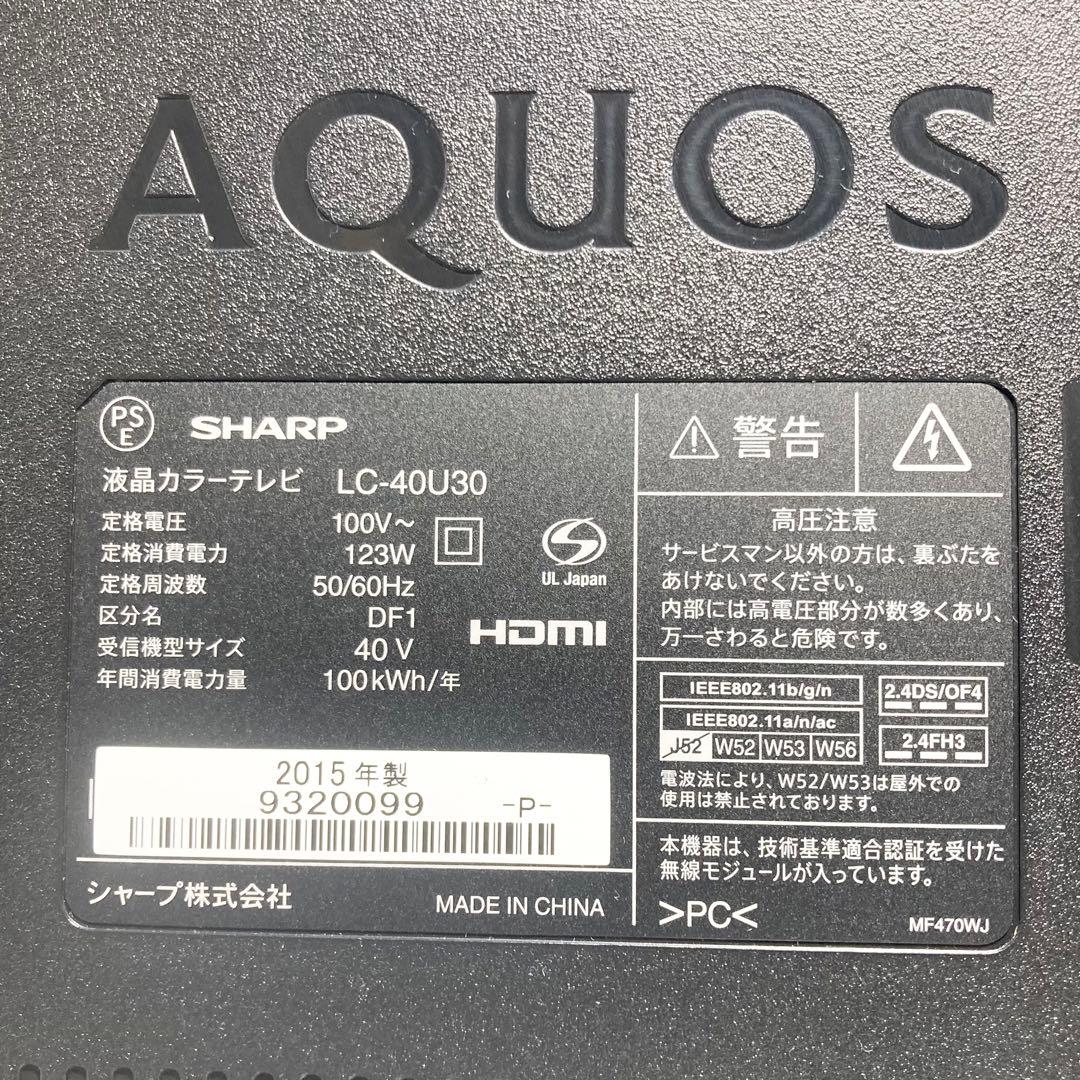 AQUOS
PSE SHARP
液晶カラーテレビ LC-40U30
定格電圧 100V～
定格消費電力 123W
定格周波数 50/60Hz
区分名 DF1
受信機型サイズ 40 V
年間消費電力量 100kWh/年
UL Japan
HDMI
2015年製
9320099 -P-
シャープ株式会社
MADE IN CHINA
警告
高圧注意
サービスマン以外の方は、裏ぶたを
あけないでください。
内部には高電圧部分が数多くあり、
万一さわると危険です。
IEEE802.11b/g/n
IEEE802.11a/n/ac
J52 W52 W53 W56
2.4DS/OF4
2.4FH3
電波法により、W52/W53は屋外での
使用は禁止されております。
本機器は、技術基準適合認証を受けた
無線モジュールが入っています。
>PC<
MF470WJ